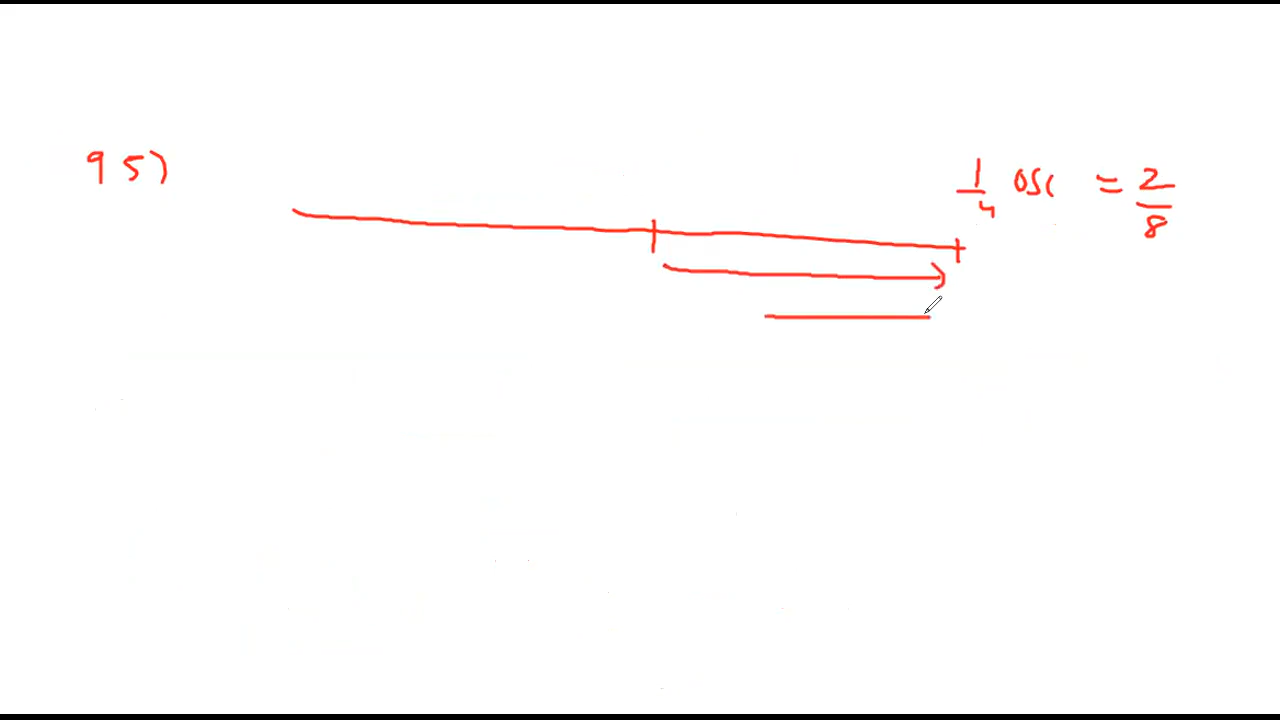 95)
1/4 osc = 2/8